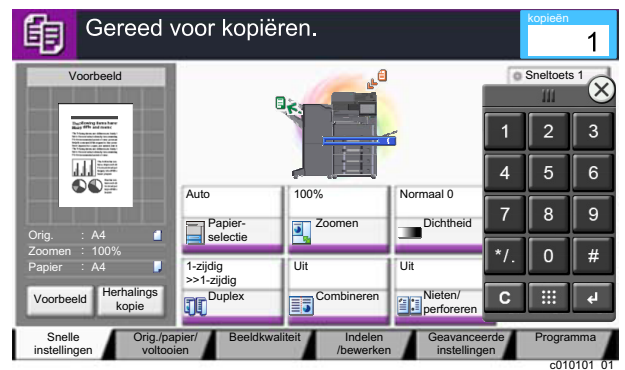 Gereed voor kopiëren.
kopieën
1
Voorbeeld
Orig. : A4
Zoomen : 100%
Papier : A4
Voorbeeld
Herhalings
kopie
Sneltoets 1
Auto
Papier-
selectie
100%
Zoomen
Normaal 0
Dichtheid
1-zijdig
>>1-zijdig
Duplex
Uit
Combineren
Uit
Nieten/
perforeren
1 2 3
4 5 6
7 8 9
*/. 0 #
C
Snelle
instellingen
Orig./papier/
voltooien
Beeldkwaliteit
Indelen
/bewerken
Geavanceerde
instellingen
Programma
c010101_01